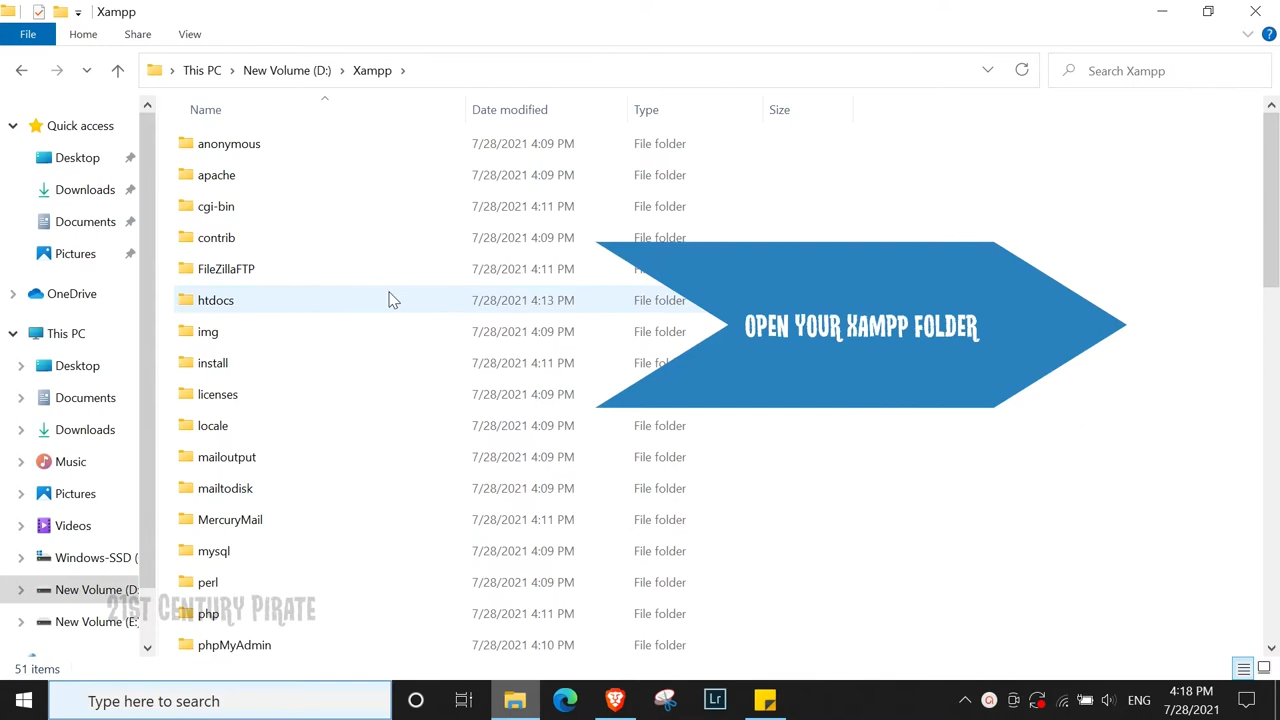 Xampp
File
Home
Share
View
This PC
New Volume (D:)
Xampp
Search Xampp
Name
Date modified
Type
Size
Quick access
Desktop
Downloads
Documents
Pictures
OneDrive
This PC
Desktop
Documents
Downloads
Music
Pictures
Videos
Windows-SSD (
New Volume (D:
New Volume (E:
anonymous 7/28/2021 4:09 PM File folder
apache 7/28/2021 4:09 PM File folder
cgi-bin 7/28/2021 4:11 PM File folder
contrib 7/28/2021 4:09 PM File folder
FileZillaFTP 7/28/2021 4:11 PM File folder
htdocs 7/28/2021 4:13 PM File folder
img 7/28/2021 4:09 PM File folder
install 7/28/2021 4:11 PM File folder
licenses 7/28/2021 4:09 PM File folder
locale 7/28/2021 4:09 PM File folder
mailoutput 7/28/2021 4:09 PM File folder
mailtodisk 7/28/2021 4:09 PM File folder
MercuryMail 7/28/2021 4:11 PM File folder
mysql 7/28/2021 4:09 PM File folder
perl 7/28/2021 4:09 PM File folder
php 7/28/2021 4:11 PM File folder
phpMyAdmin 7/28/2021 4:10 PM File folder
OPEN YOUR XAMPP FOLDER
21st Century Pirate
51 items
Type here to search
Lr
ENG
4:18 PM
7/28/2021